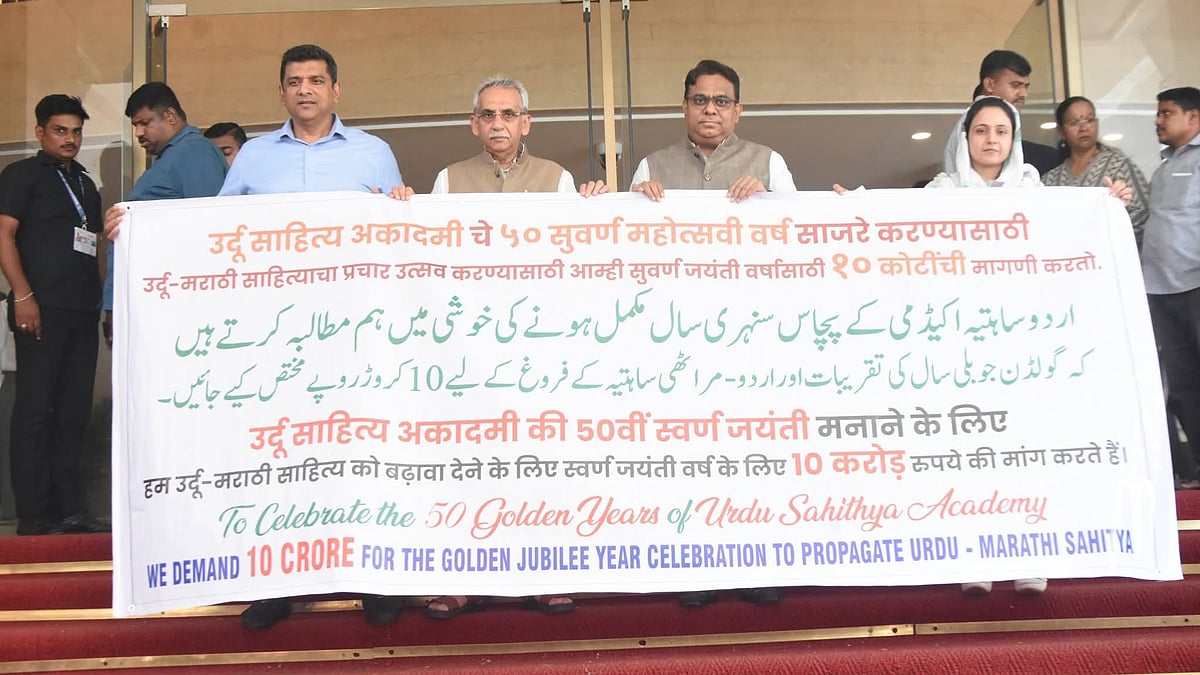 उर्दू साहित्य अकादमी चे ५० सुवर्ण महोत्सवी वर्ष साजरे करण्यासाठी
उर्दू-मराठी साहित्याचा प्रचार उत्सव करण्यासाठी आम्ही सुवर्ण जयंती वर्षासाठी १० कोटींची मागणी करतो.
اردو ساہتیہ اکیڈمی کے پچاس سنہری سال مکمل ہونے کی خوشی میں ہم مطالبہ کرتے ہیں
کہ گولڈن جوبلی سال کی تقریبات اور اردو-مراٹھی ساہتیہ کے فروغ کے لیے 10 کروڑ روپے مختص کیے جائیں۔
उर्दू साहित्य अकादमी की 50वीं स्वर्ण जयंती मनाने के लिए
हम उर्दू-मराठी साहित्य को बढ़ावा देने के लिए स्वर्ण जयंती वर्ष के लिए 10 करोड़ रुपये की मांग करते हैं।
To Celebrate the 50 Golden Years of Urdu Sahithya Academy
WE DEMAND 10 CRORE FOR THE GOLDEN JUBILEE YEAR CELEBRATION TO PROPAGATE URDU - MARATHI SAHITYA